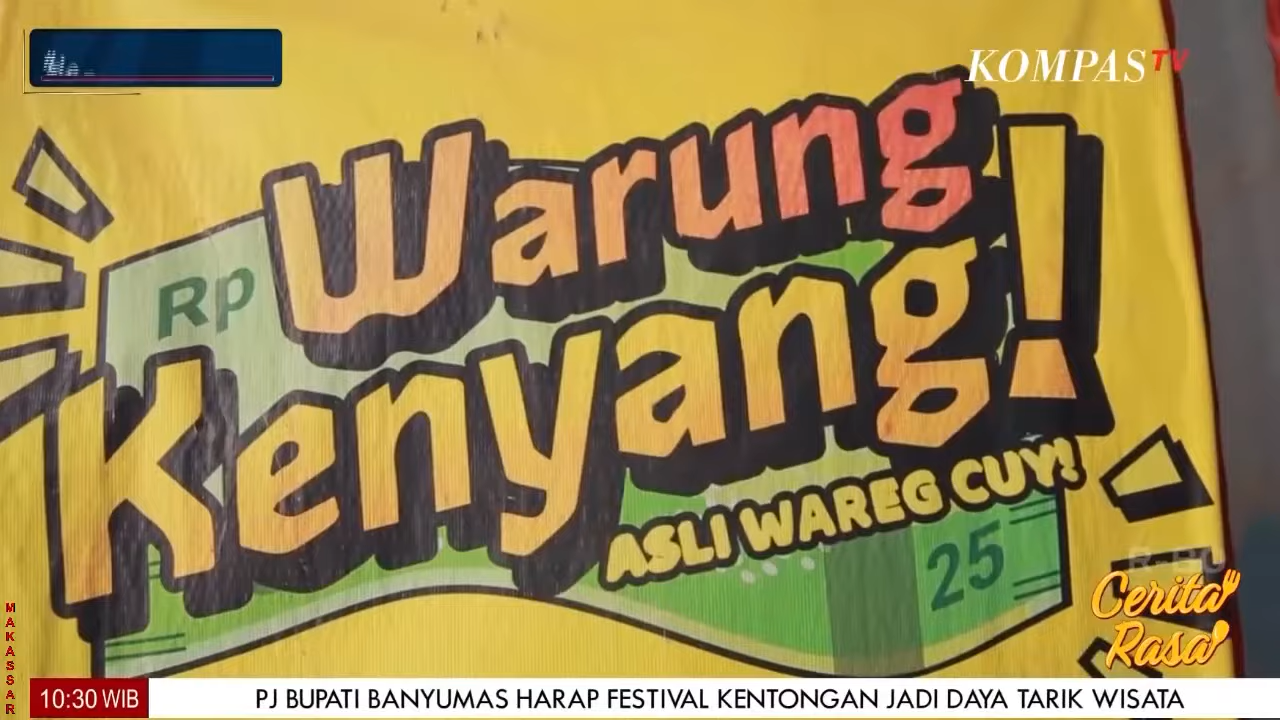 KOMPAS TV
Rp
Warung
Kenyang!
ASLI WAREG CUY!
25
Cerita
Rasa
MAKASSAR
10:30 WIB
PJ BUPATI BANYUMAS HARAP FESTIVAL KENTONGAN JADI DAYA TARIK WISATA